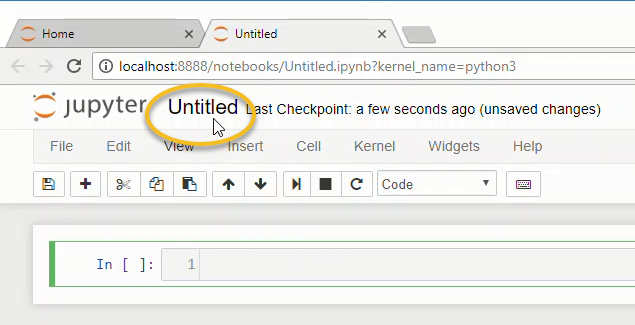 Home Untitled
localhost:8888/notebooks/Untitled.ipynb?kernel_name=python3
jupyter Untitled Last Checkpoint: a few seconds ago (unsaved changes)
File Edit View Insert Cell Kernel Widgets Help
Code
In [ ]: 1